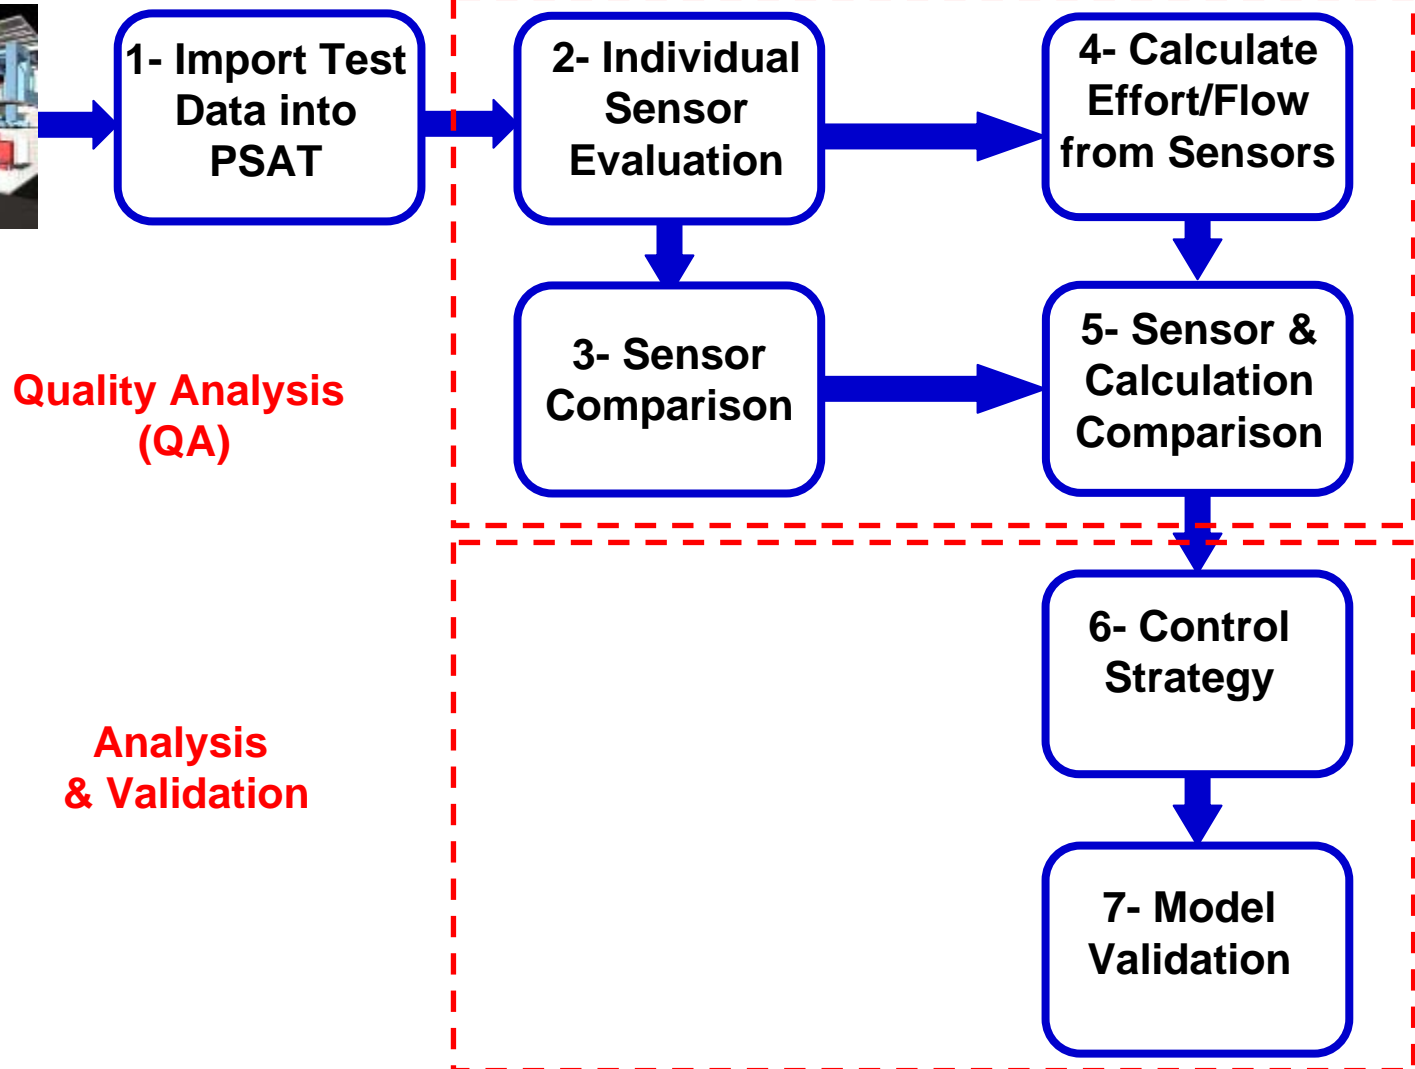 1- Import Test
Data into
PSAT
2- Individual
Sensor
Evaluation
4- Calculate
Effort/Flow
from Sensors
3- Sensor
Comparison
5- Sensor &
Calculation
Comparison
Quality Analysis
(QA)
6- Control
Strategy
Analysis
& Validation
7- Model
Validation